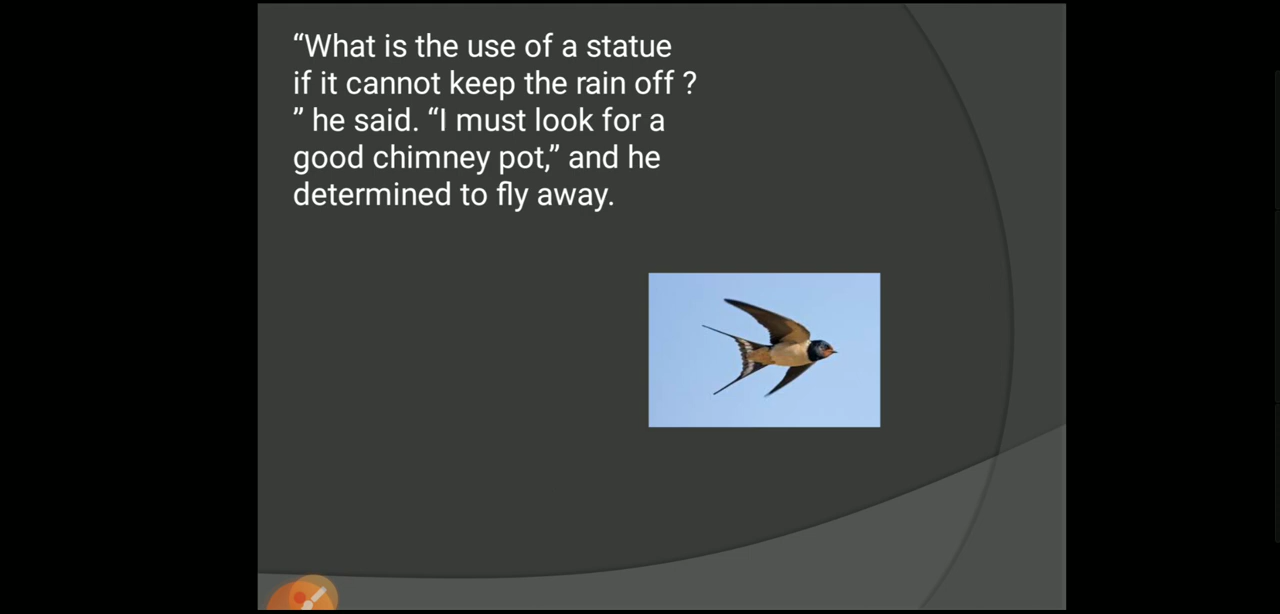 “What is the use of a statue
if it cannot keep the rain off ?
” he said. “I must look for a
good chimney pot,” and he
determined to fly away.